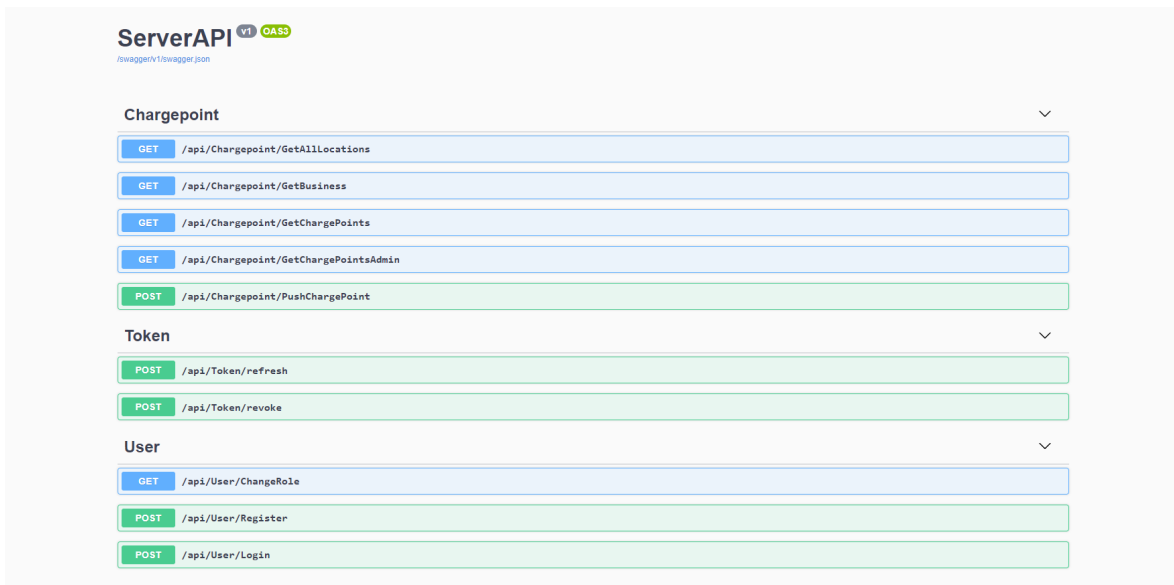 ServerAPI v1 OAS3
/swagger/v1/swagger.json
Chargepoint
GET /api/Chargepoint/GetAllLocations
GET /api/Chargepoint/GetBusiness
GET /api/Chargepoint/GetChargePoints
GET /api/Chargepoint/GetChargePointsAdmin
POST /api/Chargepoint/PushChargePoint
Token
POST /api/Token/refresh
POST /api/Token/revoke
User
GET /api/User/ChangeRole
POST /api/User/Register
POST /api/User/Login